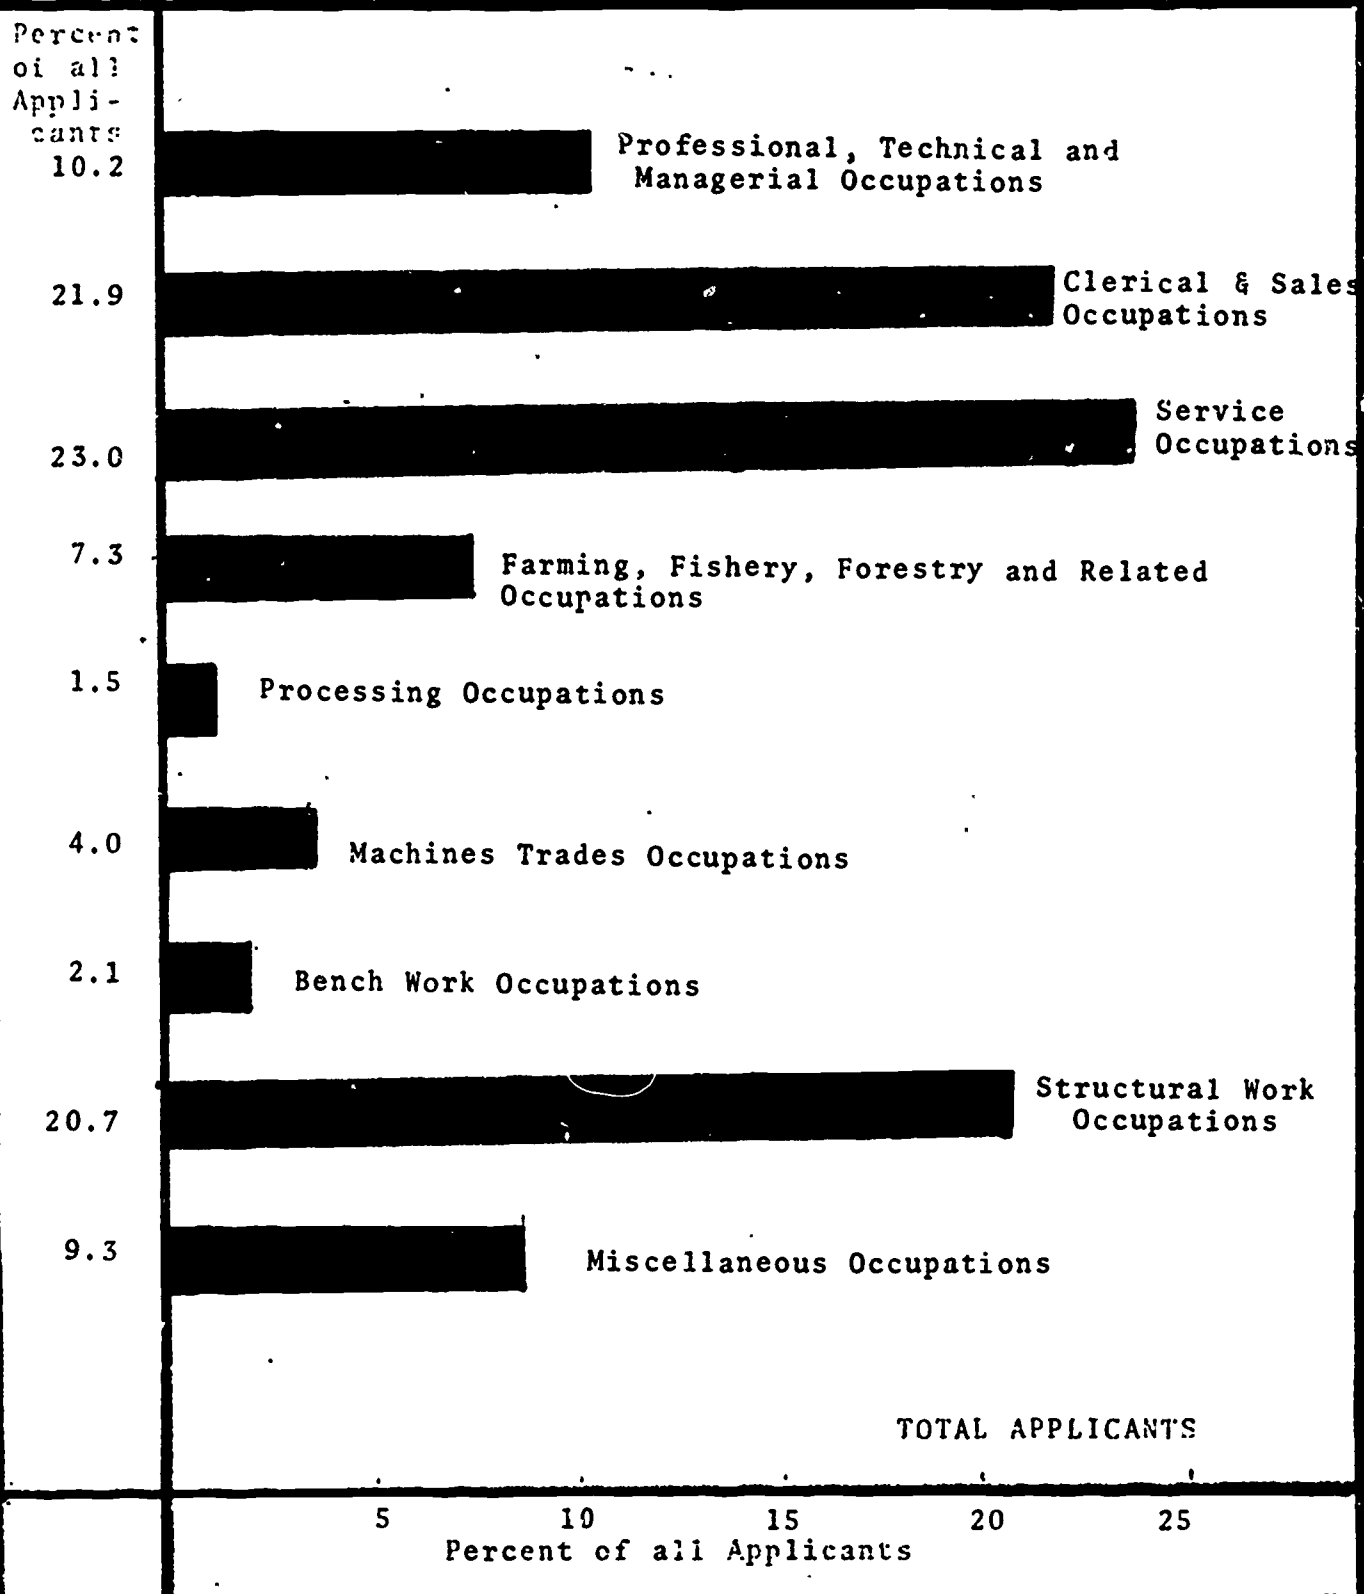 Percent
of all
Appli-
cants
10.2
Professional, Technical and
Managerial Occupations
21.9
Clerical & Sales
Occupations
23.0
Service
Occupations
7.3
Farming, Fishery, Forestry and Related
Occupations
1.5
Processing Occupations
4.0
Machines Trades Occupations
2.1
Bench Work Occupations
20.7
Structural Work
Occupations
9.3
Miscellaneous Occupations
TOTAL APPLICANTS
5 10 15 20 25
Percent of all Applicants